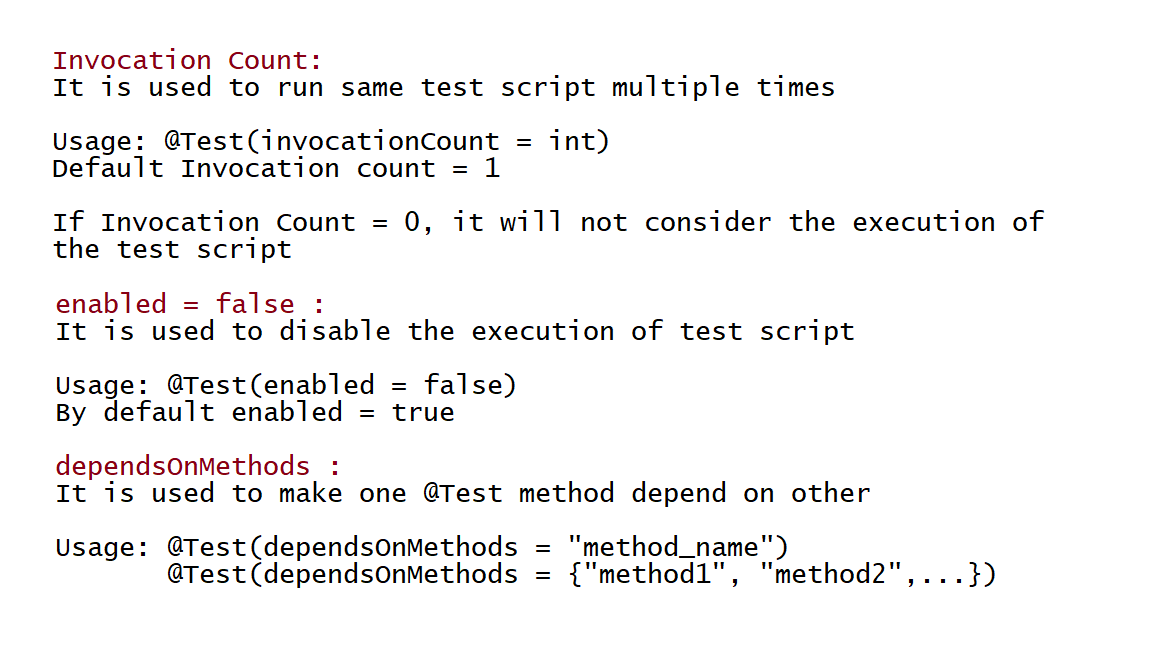 Invocation Count:
It is used to run same test script multiple times
Usage: @Test(invocationCount = int)
Default Invocation count = 1
If Invocation Count = 0, it will not consider the execution of
the test script
enabled = false :
It is used to disable the execution of test script
Usage: @Test(enabled = false)
By default enabled = true
dependsOnMethods :
It is used to make one @Test method depend on other
Usage: @Test(dependsOnMethods = "method_name")
@Test(dependsOnMethods = {"method1", "method2",...})